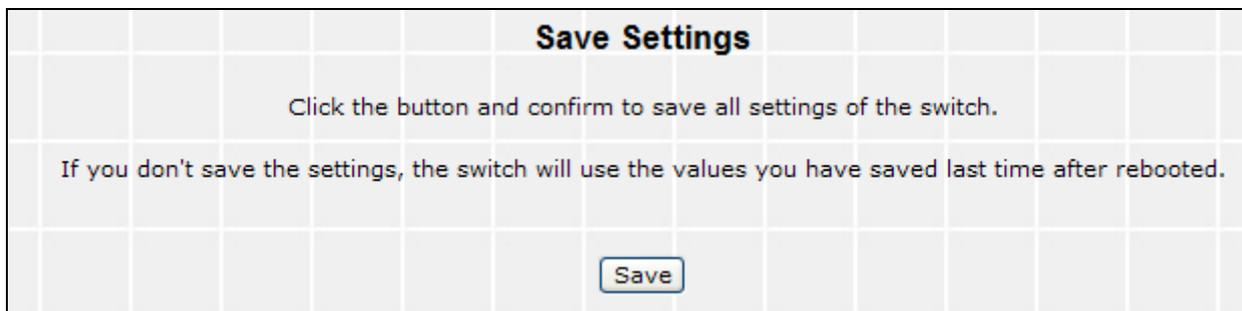 Save Settings
Click the button and confirm to save all settings of the switch.
If you don't save the settings, the switch will use the values you have saved last time after rebooted.
Save